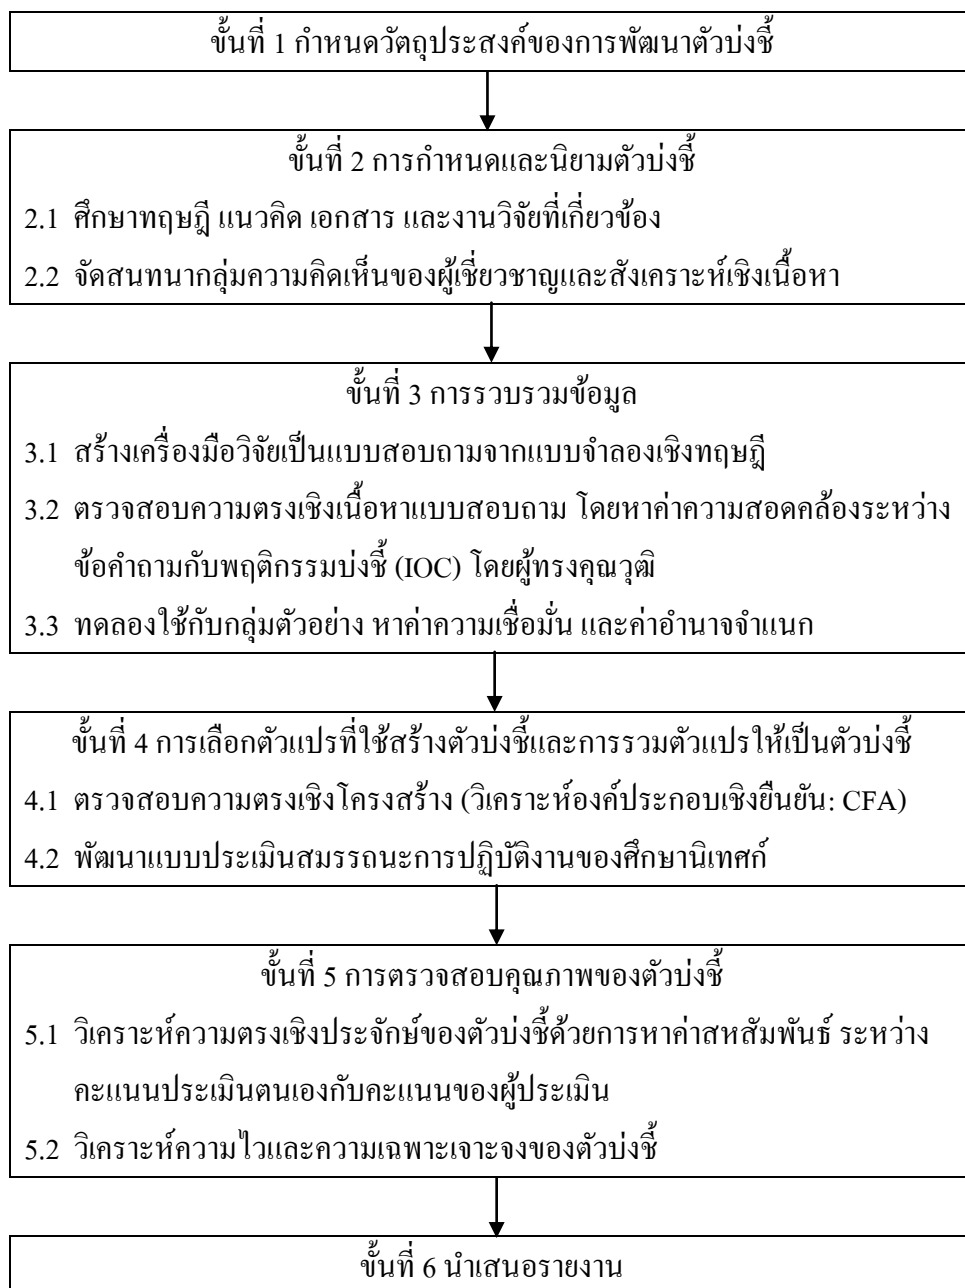 ขั้นที่ 1 กำหนดวัตถุประสงค์ของการพัฒนาตัวบ่งชี้
ขั้นที่ 2 การกำหนดและนิยามตัวบ่งชี้
2.1 ศึกษาทฤษฎี แนวคิด เอกสาร และงานวิจัยที่เกี่ยวข้อง
2.2 จัดสนทนากลุ่มความคิดเห็นของผู้เชี่ยวชาญและสังเคราะห์เชิงเนื้อหา
ขั้นที่ 3 การรวบรวมข้อมูล
3.1 สร้างเครื่องมือวิจัยเป็นแบบสอบถามจากแบบจำลองเชิงทฤษฎี
3.2 ตรวจสอบความตรงเชิงเนื้อหาแบบสอบถาม โดยหาค่าความสอดคล้องระหว่าง
ข้อคำถามกับพฤติกรรมบ่งชี้ (IOC) โดยผู้ทรงคุณวุฒิ
3.3 ทดลองใช้กับกลุ่มตัวอย่าง หาค่าความเชื่อมั่น และค่าอำนาจจำแนก
ขั้นที่ 4 การเลือกตัวแปรที่ใช้สร้างตัวบ่งชี้และการรวมตัวแปรให้เป็นตัวบ่งชี้
4.1 ตรวจสอบความตรงเชิงโครงสร้าง (วิเคราะห์องค์ประกอบเชิงยืนยัน: CFA)
4.2 พัฒนาแบบประเมินสมรรถนะการปฏิบัติงานของศึกษานิเทศก์
ขั้นที่ 5 การตรวจสอบคุณภาพของตัวบ่งชี้
5.1 วิเคราะห์ความตรงเชิงประจักษ์ของตัวบ่งชี้ด้วยการหาค่าสหสัมพันธ์ ระหว่าง
คะแนนประเมินตนเองกับคะแนนของผู้ประเมิน
5.2 วิเคราะห์ความไวและความเฉพาะเจาะจงของตัวบ่งชี้
ขั้นที่ 6 นำเสนอรายงาน